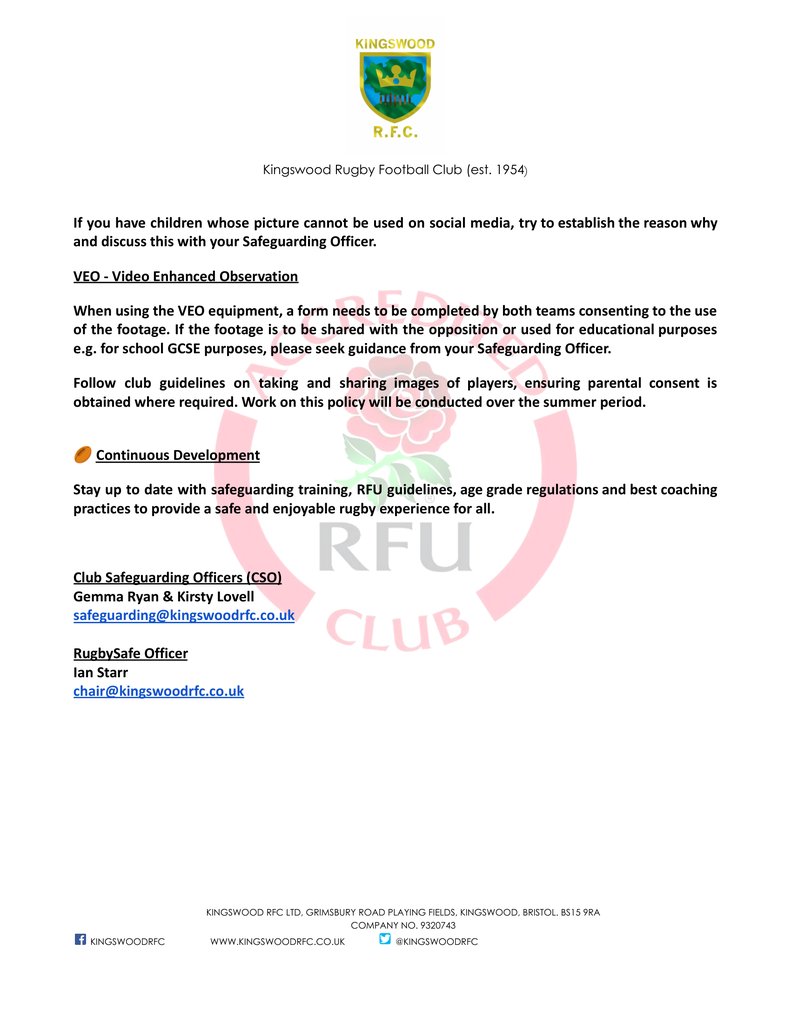 KINGSWOOD
R.F.C.
Kingswood Rugby Football Club (est. 1954)
If you have children whose picture cannot be used on social media, try to establish the reason why
and discuss this with your Safeguarding Officer.
VEO - Video Enhanced Observation
When using the VEO equipment, a form needs to be completed by both teams consenting to the use
of the footage. If the footage is to be shared with the opposition or used for educational purposes
e.g. for school GCSE purposes, please seek guidance from your Safeguarding Officer.
Follow club guidelines on taking and sharing images of players, ensuring parental consent is
obtained where required. Work on this policy will be conducted over the summer period.
Continuous Development
Stay up to date with safeguarding training, RFU guidelines, age grade regulations and best coaching
practices to provide a safe and enjoyable rugby experience for all.
Club Safeguarding Officers (CSO)
Gemma Ryan & Kirsty Lovell
safeguarding@kingswoodrfc.co.uk
RugbySafe Officer
Ian Starr
chair@kingswoodrfc.co.uk
ACCREDITED
RFU
CLUB
KINGSWOOD RFC LTD, GRIMSBURY ROAD PLAYING FIELDS, KINGSWOOD, BRISTOL. BS15 9RA
COMPANY NO. 9320743
KINGSWOODRFC WWW.KINGSWOODRFC.CO.UK @KINGSWOODRFC